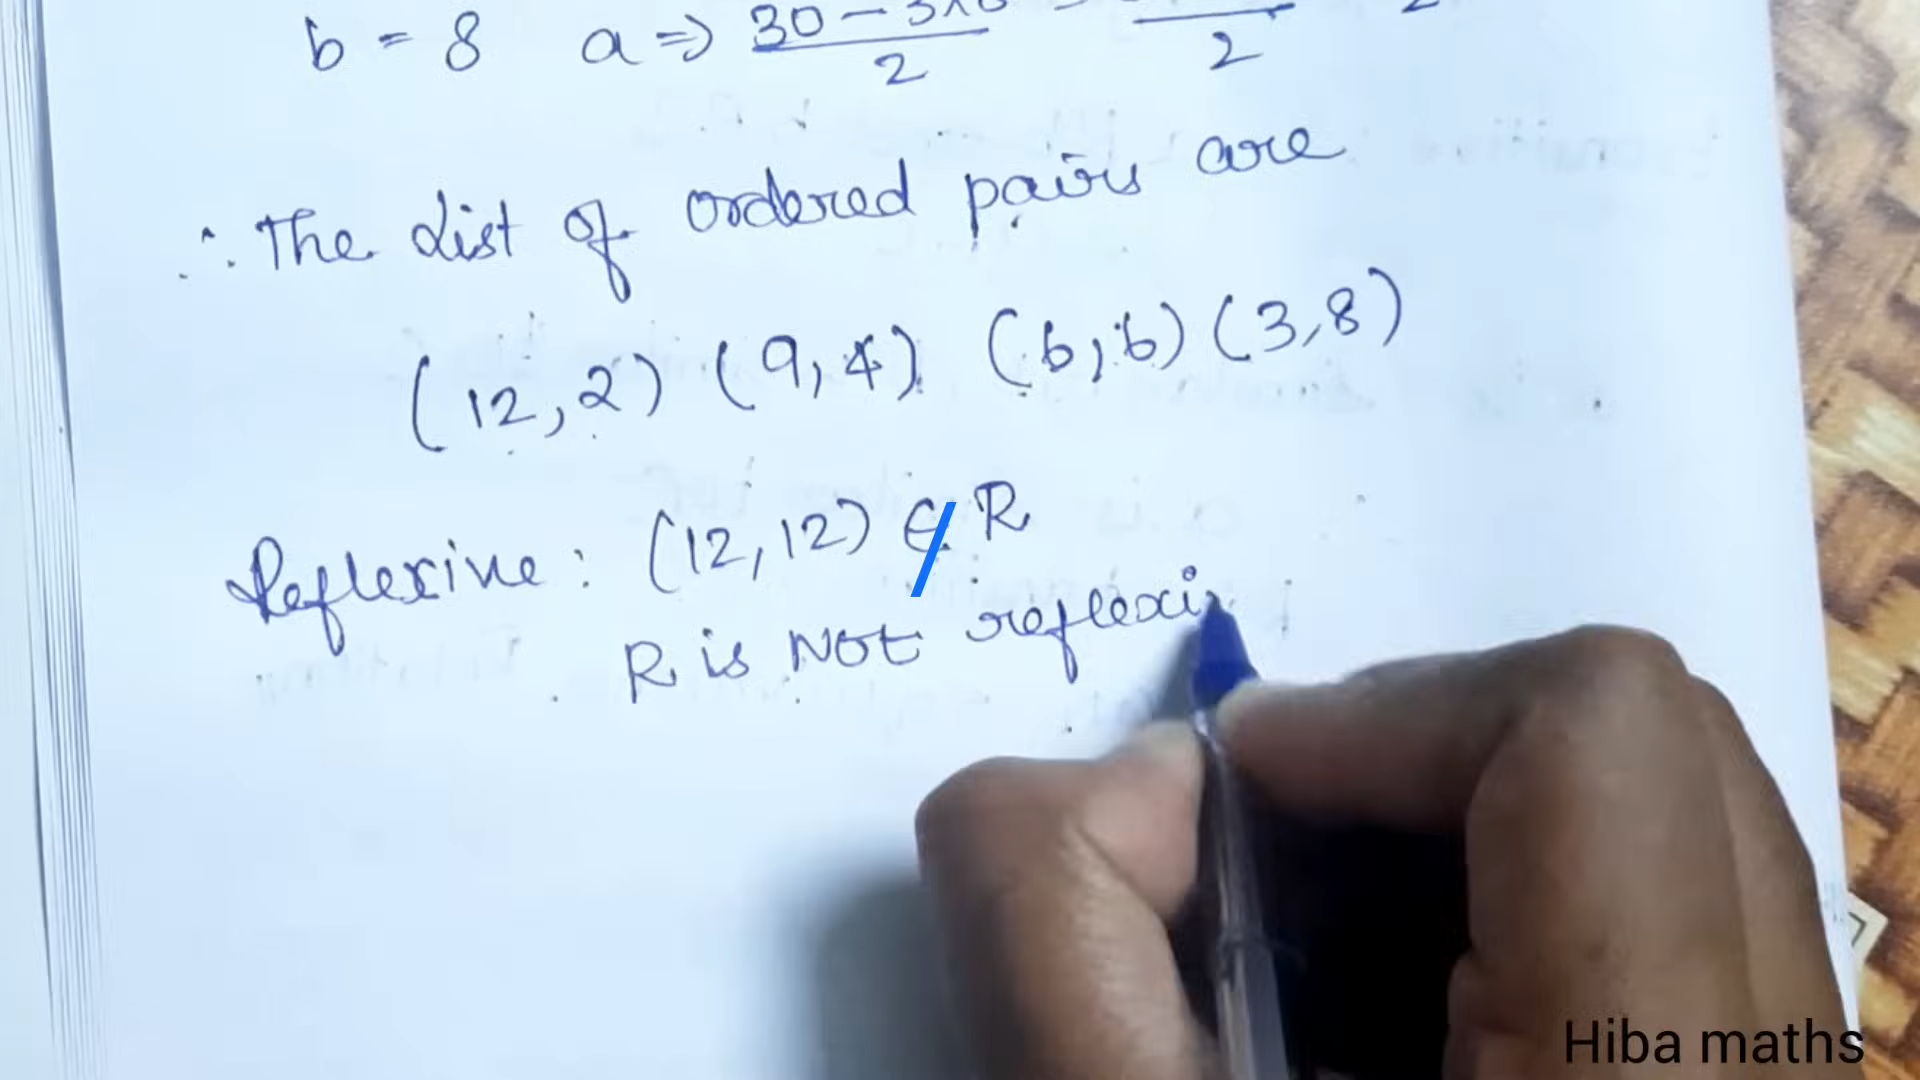 b = 8 a ⇒ 30 - 3×8 / 2 = / 2
∴ The List of ordered pairs are
(12,2) (9,4) (6,6) (3,8)
Reflexive : (12,12) ∉ R
R is NOT reflexi
Hiba maths